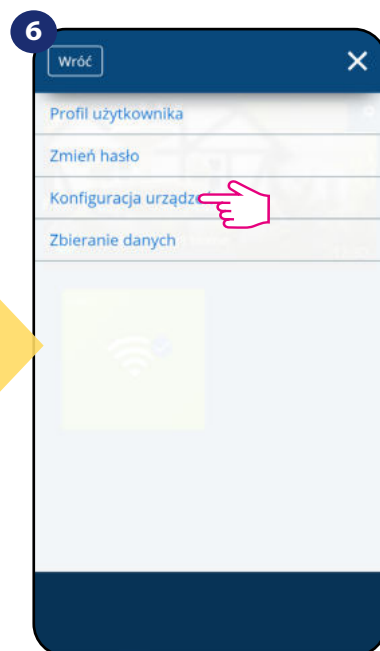 6
Wróć
Profil użytkownika
Zmień hasło
Konfiguracja urządz
Zbieranie danych